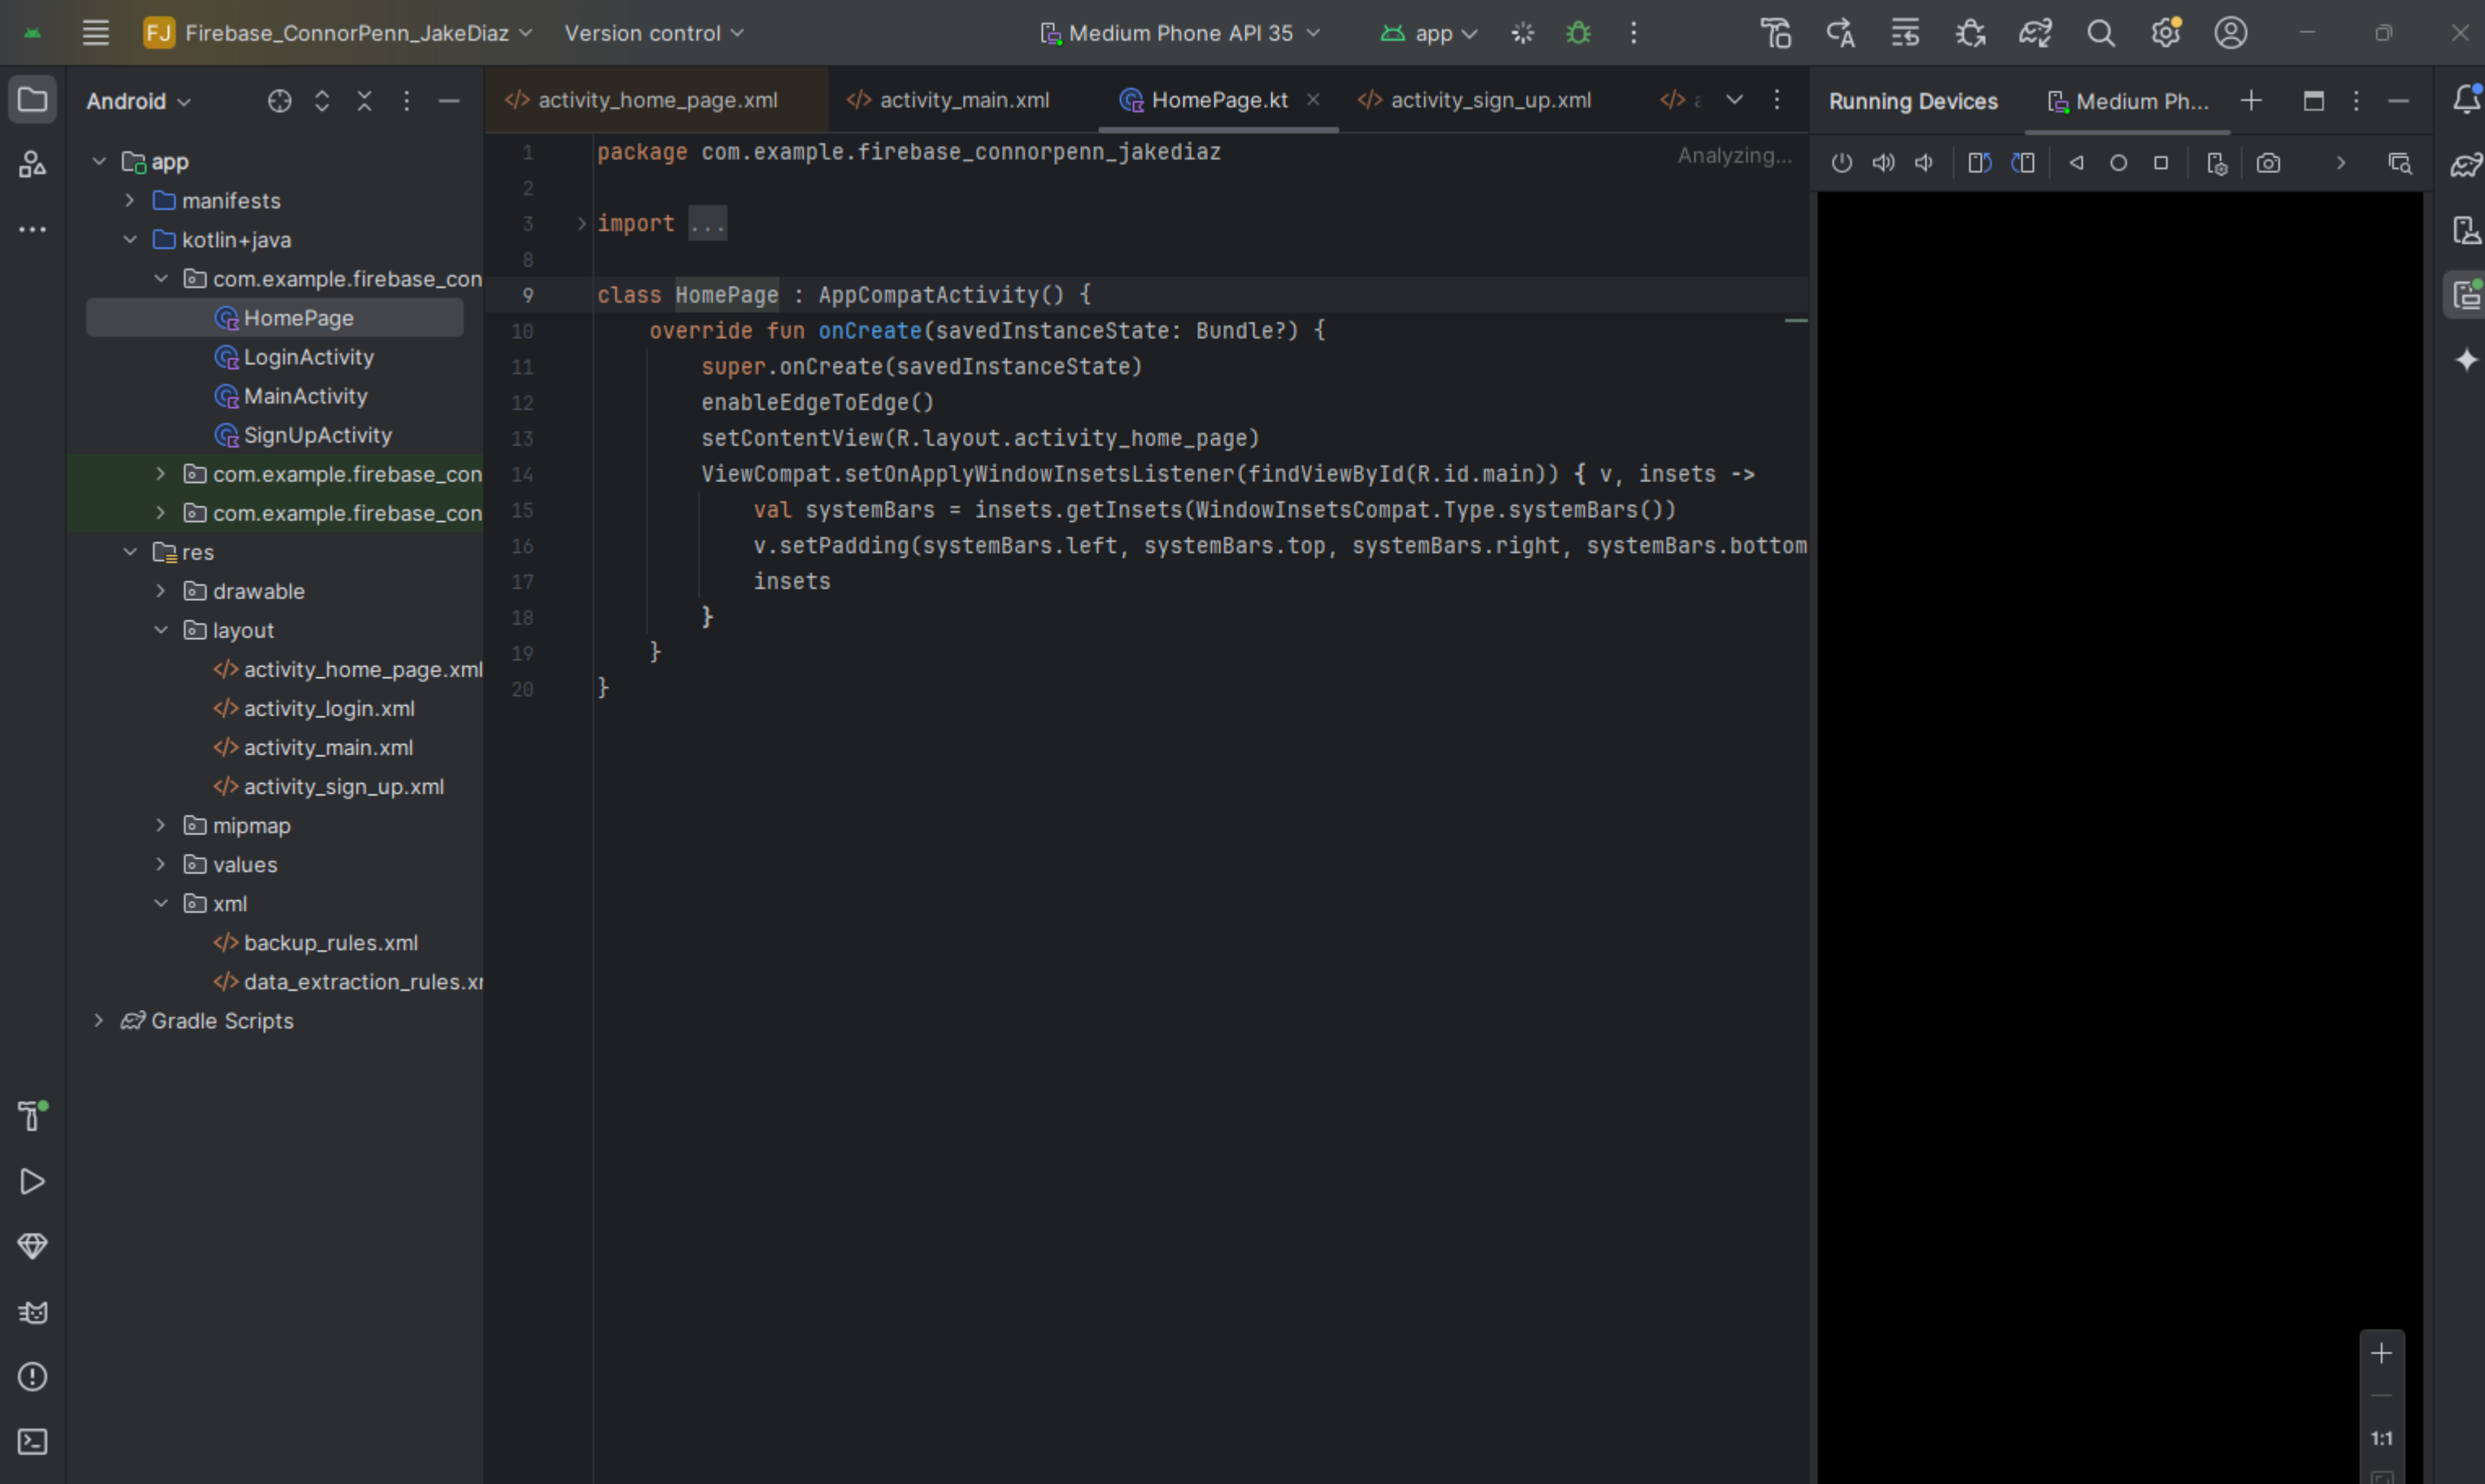 FJ Firebase_ConnorPenn_JakeDiaz Version control Medium Phone API 35 app
Android
app
manifests
kotlin+java
com.example.firebase_con
HomePage
LoginActivity
MainActivity
SignUpActivity
com.example.firebase_con
com.example.firebase_con
res
drawable
layout
activity_home_page.xml
activity_login.xml
activity_main.xml
activity_sign_up.xml
mipmap
values
xml
backup_rules.xml
data_extraction_rules.x
Gradle Scripts
activity_home_page.xml activity_main.xml HomePage.kt activity_sign_up.xml
1 package com.example.firebase_connorpenn_jakediaz
Analyzing...
2
3 import ...
8
9 class HomePage : AppCompatActivity() {
10 override fun onCreate(savedInstanceState: Bundle?) {
11 super.onCreate(savedInstanceState)
12 enableEdgeToEdge()
13 setContentView(R.layout.activity_home_page)
14 ViewCompat.setOnApplyWindowInsetsListener(findViewById(R.id.main)) { v, insets ->
15 val systemBars = insets.getInsets(WindowInsetsCompat.Type.systemBars())
16 v.setPadding(systemBars.left, systemBars.top, systemBars.right, systemBars.bottom
17 insets
18 }
19 }
20 }
Running Devices Medium Ph...
1:1